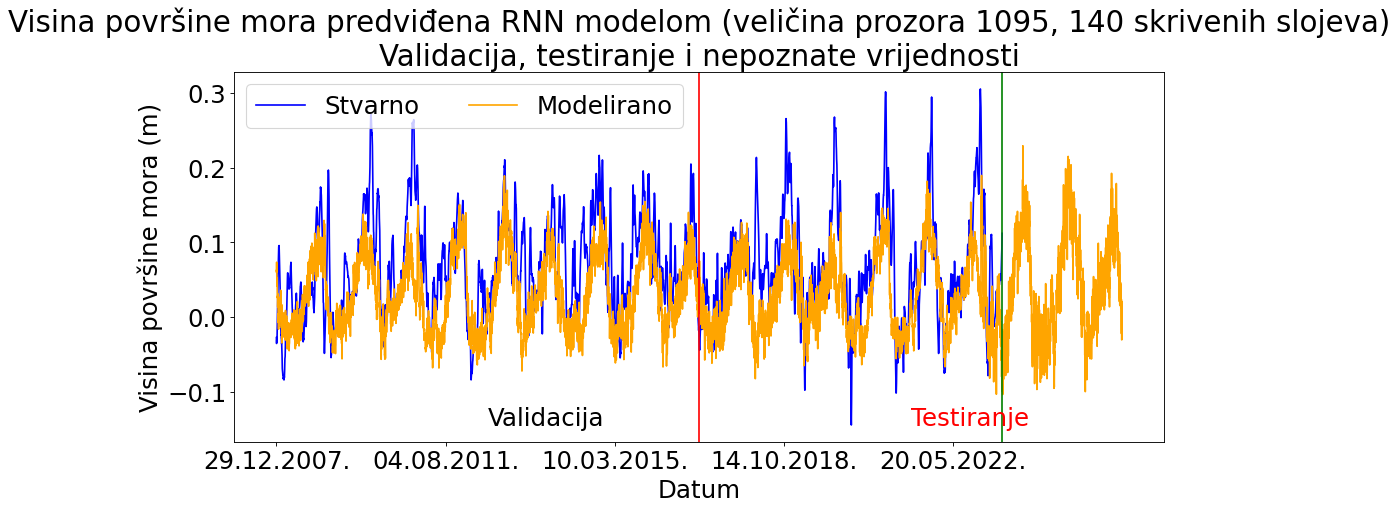 Visina površine mora predviđena RNN modelom (veličina prozora 1095, 140 skrivenih slojeva)
Validacija, testiranje i nepoznate vrijednosti
Stvarno Modelirano
Visina površine mora (m)
0.3
0.2
0.1
0.0
−0.1
Validacija Testiranje
29.12.2007. 04.08.2011. 10.03.2015. 14.10.2018. 20.05.2022.
Datum